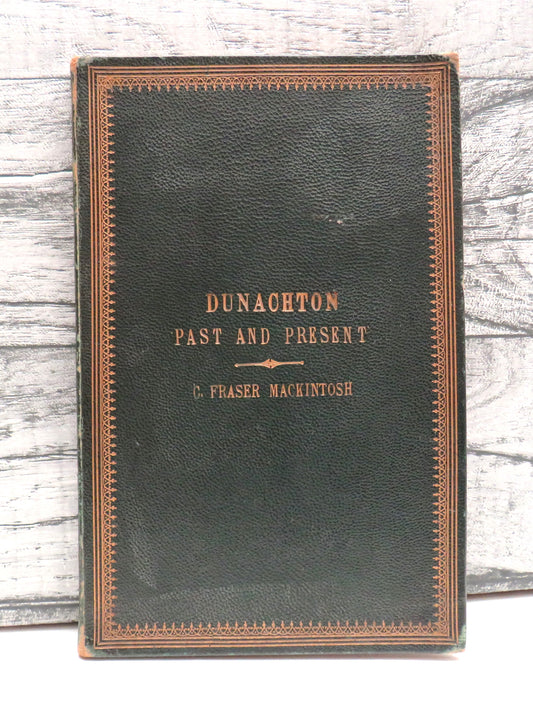 DUNACHTON
PAST AND PRESENT
C. FRASER MACKINTOSH